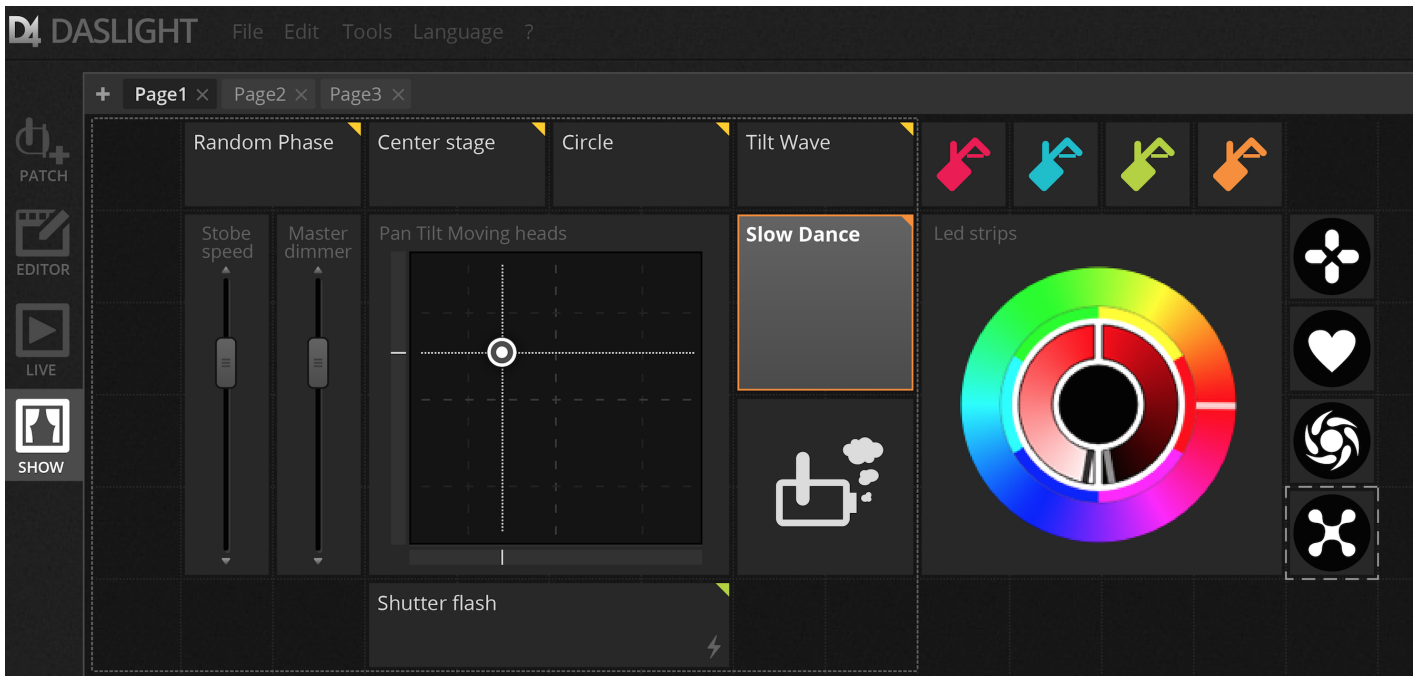 D4 DASLIGHT File Edit Tools Language ?
+ Page1 × Page2 × Page3 ×
PATCH
EDITOR
LIVE
SHOW
Random Phase
Center stage
Circle
Tilt Wave
Stobe
speed
Master
dimmer
Pan Tilt Moving heads
Slow Dance
Led strips
Shutter flash